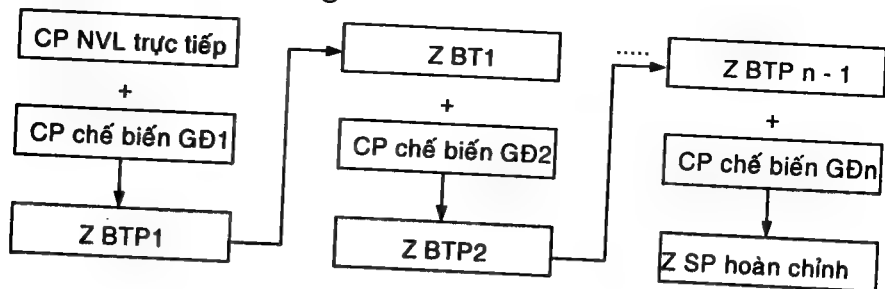 CP NVL trực tiếp
+
CP chế biến GĐ1
Z BTP1
Z BT1
+
CP chế biến GĐ2
Z BTP2
.....
Z BTP n - 1
+
CP chế biến GĐn
Z SP hoàn chỉnh